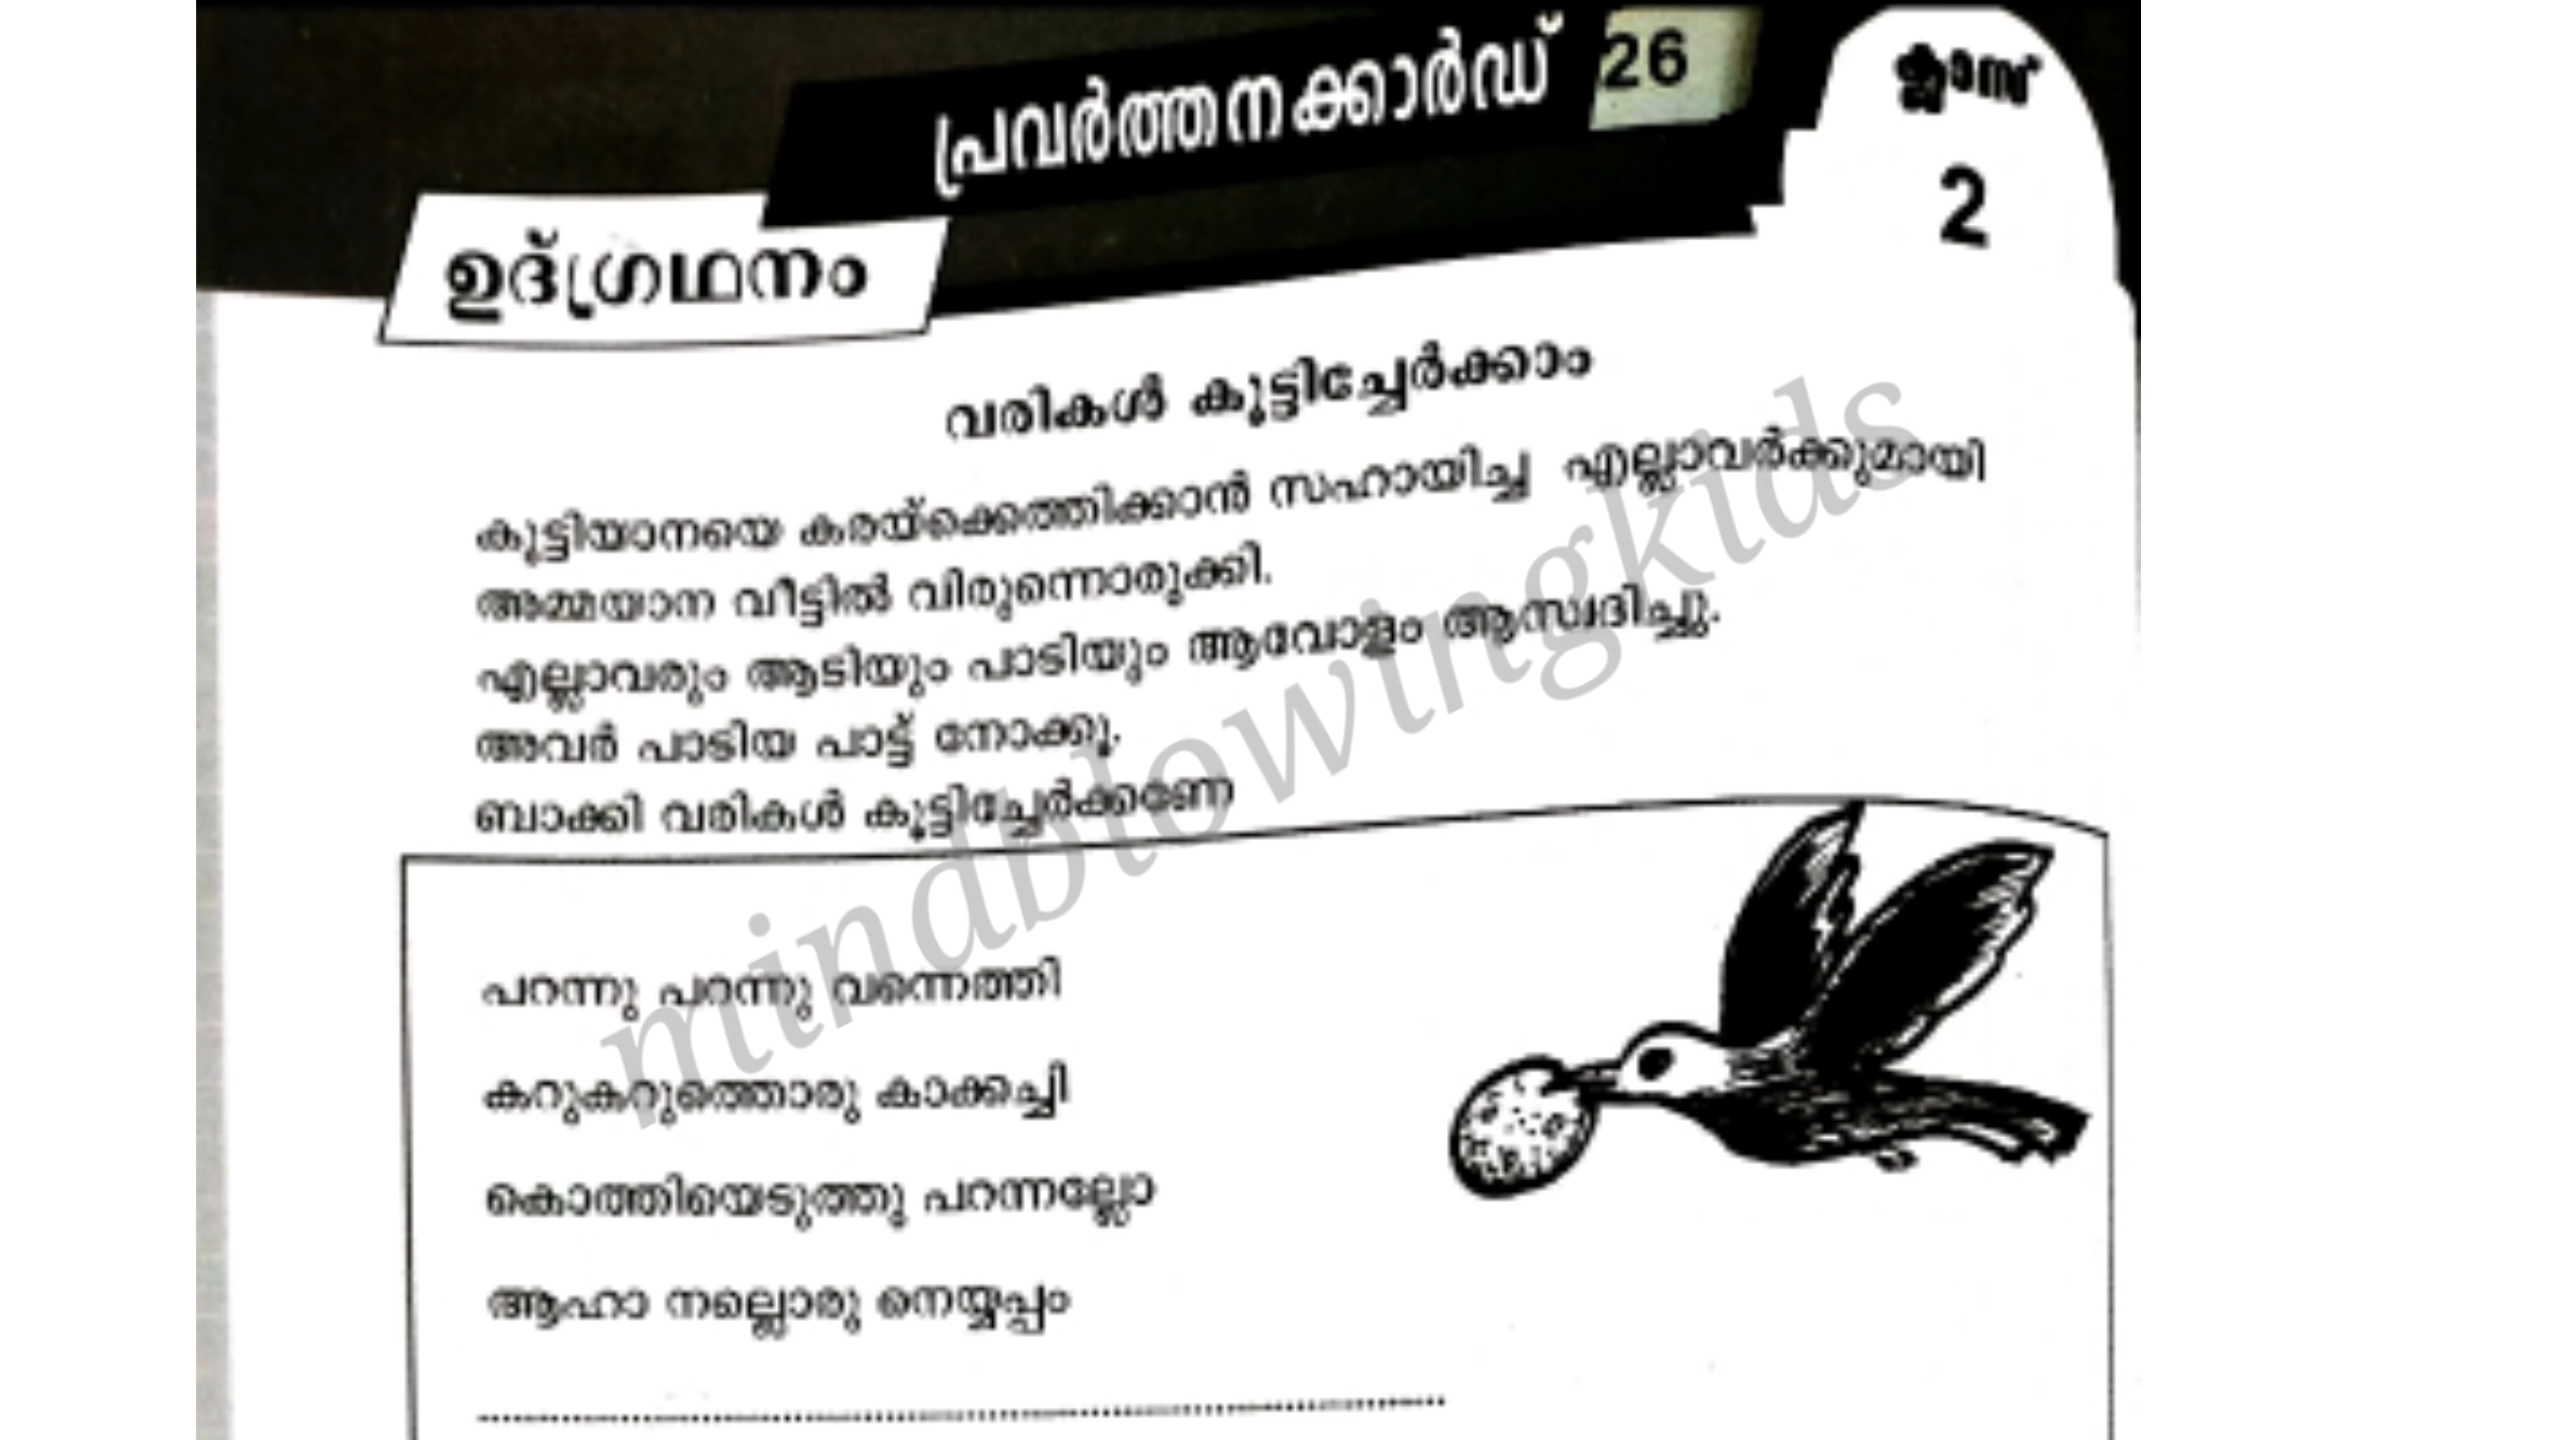 പ്രവർത്തനക്കാർഡ് 26
ക്ലാസ്
2
ഉദ്ഗ്രഥനം
വരികൾ കൂട്ടിച്ചേർക്കാം
കുട്ടിയാനയെ കരയ്ക്കെത്തിക്കാൻ സഹായിച്ച എല്ലാവർക്കുമായി
അമ്മയാന വീട്ടിൽ വിരുന്നൊരുക്കി.
എല്ലാവരും ആടിയും പാടിയും ആവോളം ആസ്വദിച്ചു.
അവർ പാടിയ പാട്ട് നോക്കൂ.
ബാക്കി വരികൾ കൂട്ടിച്ചേർക്കണേ
പറന്നു പറന്നു വന്നെത്തി
കറുകറുത്തൊരു കാക്കച്ചി
കൊത്തിയെടുത്തു പറന്നല്ലോ
ആഹാ നല്ലൊരു നെയ്യപ്പം
mindblowingkids